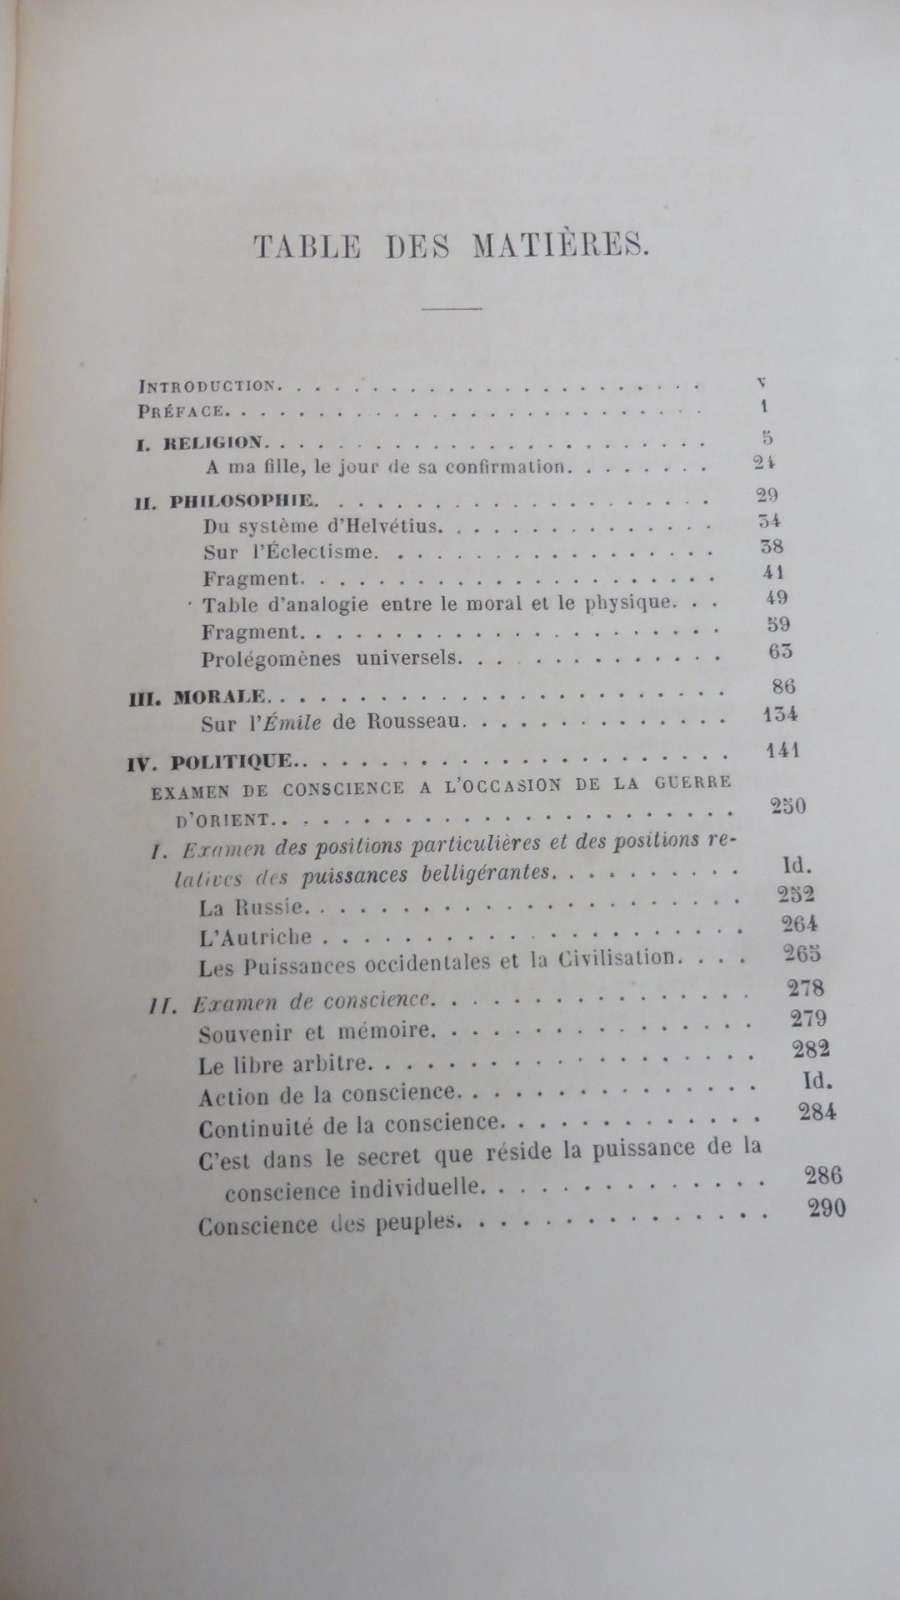 TABLE DES MATIÈRES.
INTRODUCTION. . . . . . . . . . . . . . . . . . . . . . . . v
PRÉFACE. . . . . . . . . . . . . . . . . . . . . . . . . . 1
I. RELIGION. . . . . . . . . . . . . . . . . . . . . . . . 5
A ma fille, le jour de sa confirmation. . . . . . . . 24
II. PHILOSOPHIE. . . . . . . . . . . . . . . . . . . . . 29
Du système d'Helvétius. . . . . . . . . . . . . . . 34
Sur l'Éclectisme. . . . . . . . . . . . . . . . . . 38
Fragment. . . . . . . . . . . . . . . . . . . . . . 41
Table d'analogie entre le moral et le physique. . . 49
Fragment. . . . . . . . . . . . . . . . . . . . . . 59
Prolégomènes universels. . . . . . . . . . . . . . 63
III. MORALE. . . . . . . . . . . . . . . . . . . . . . . 86
Sur l'Émile de Rousseau. . . . . . . . . . . . . . 134
IV. POLITIQUE. . . . . . . . . . . . . . . . . . . . . . 141
EXAMEN DE CONSCIENCE A L'OCCASION DE LA GUERRE
D'ORIENT. . . . . . . . . . . . . . . . . . . . . . 250
I. Examen des positions particulières et des positions re-
latives des puissances belligérantes. . . . . . . . . . Id.
La Russie. . . . . . . . . . . . . . . . . . . . . 252
L'Autriche . . . . . . . . . . . . . . . . . . . . 264
Les Puissances occidentales et la Civilisation. . . . 265
II. Examen de conscience. . . . . . . . . . . . . . . . 278
Souvenir et mémoire. . . . . . . . . . . . . . . . 279
Le libre arbitre. . . . . . . . . . . . . . . . . . 282
Action de la conscience. . . . . . . . . . . . . . Id.
Continuité de la conscience. . . . . . . . . . . . . 284
C'est dans le secret que réside la puissance de la
conscience individuelle. . . . . . . . . . . . . . 286
Conscience des peuples. . . . . . . . . . . . . . . 290